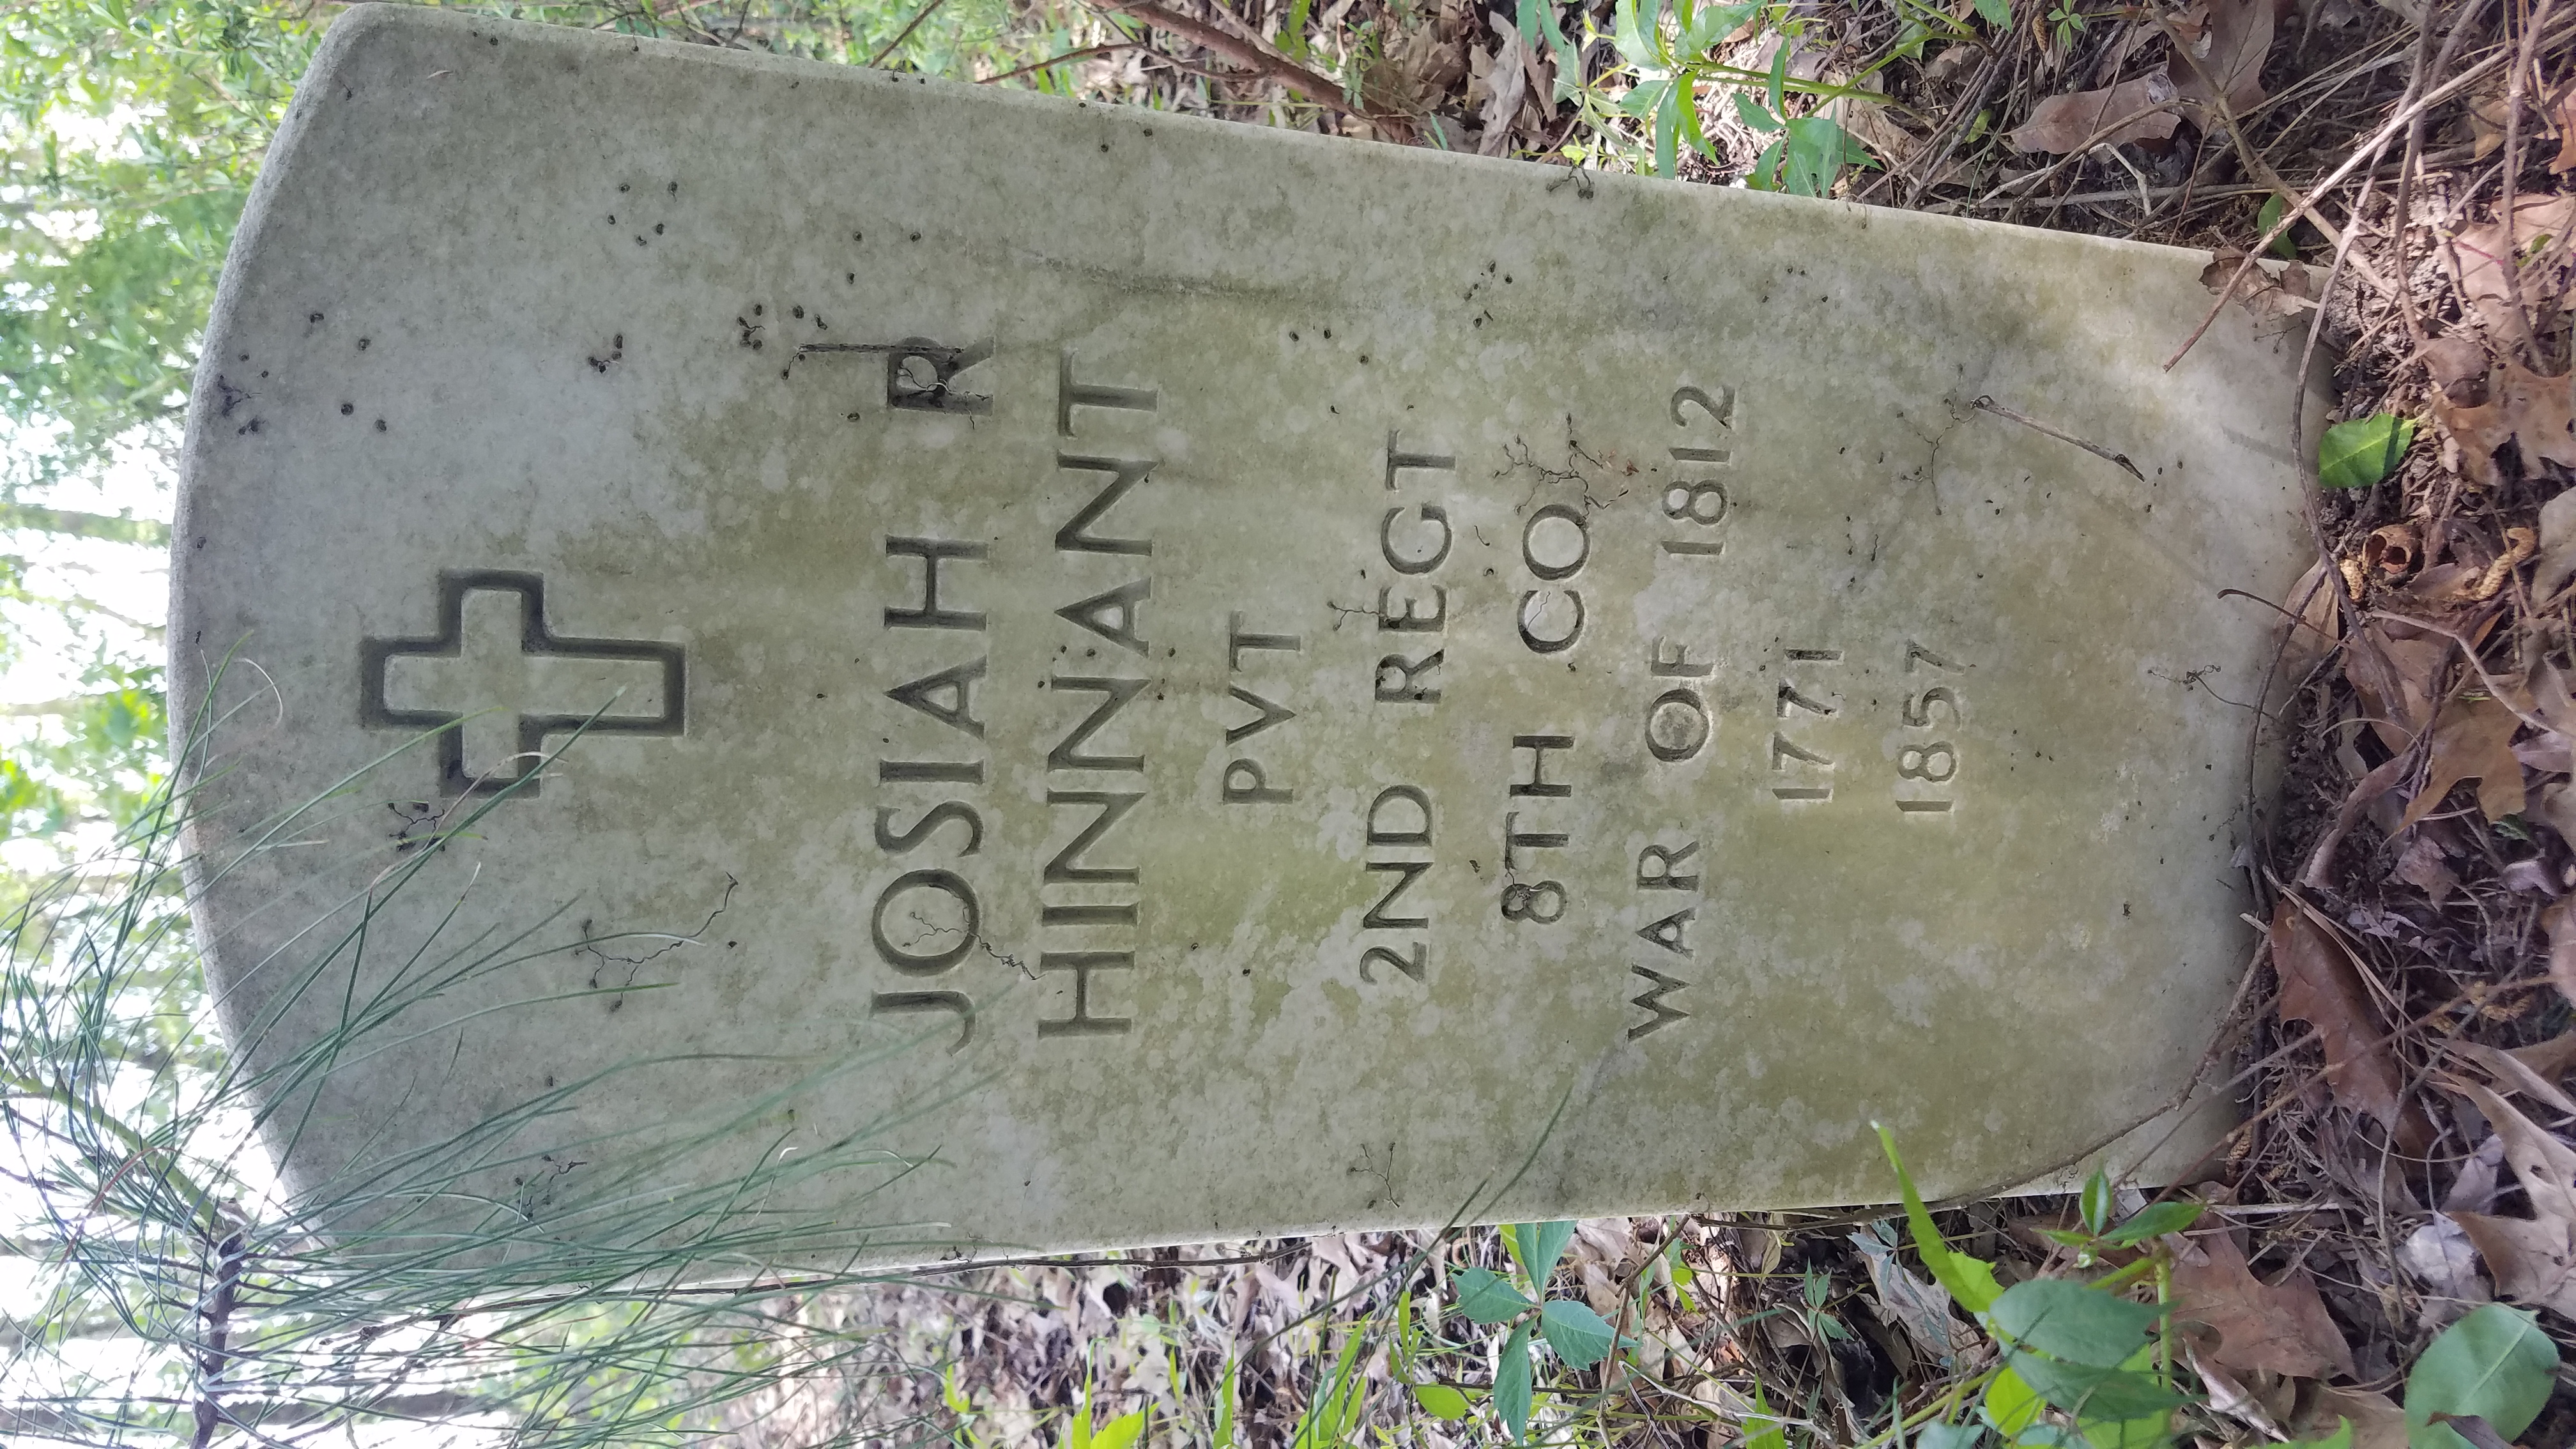 JOSIAH R
HINNANT
PVT
2ND REGT
8TH CO
WAR OF 1812
1771
1857